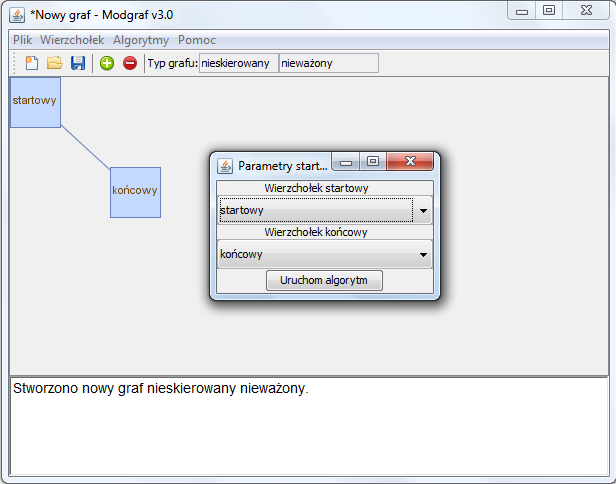 *Nowy graf - Modgraf v3.0
Plik Wierzchołek Algorytmy Pomoc
Typ grafu: nieskierowany nieważony
startowy
końcowy
Parametry start...
Wierzchołek startowy
startowy
Wierzchołek końcowy
końcowy
Uruchom algorytm
Stworzono nowy graf nieskierowany nieważony.